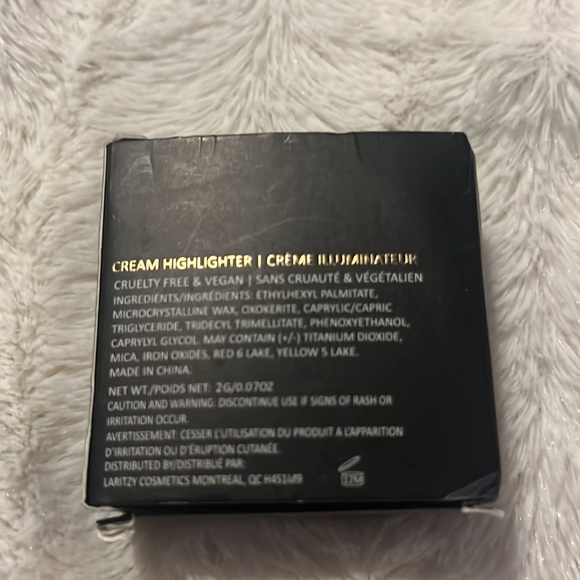 CREAM HIGHLIGHTER | CRÈME ILLUMINATEUR
CRUELTY FREE & VEGAN | SANS CRUAUTÉ & VÉGÉTALIEN
INGREDIENTS/INGRÉDIENTS: ETHYLHEXYL PALMITATE,
MICROCRYSTALLINE WAX, OXOKERITE, CAPRYLIC/CAPRIC
TRIGLYCERIDE, TRIDECYL TRIMELLITATE, PHENOXYETHANOL,
CAPRYLYL GLYCOL. MAY CONTAIN (+/-) TITANIUM DIOXIDE,
MICA, IRON OXIDES, RED 6 LAKE, YELLOW 5 LAKE.
MADE IN CHINA.
NET WT./POIDS NET: 2G/0.07OZ
CAUTION AND WARNING: DISCONTINUE USE IF SIGNS OF RASH OR
IRRITATION OCCUR.
AVERTISSEMENT: CESSER L'UTILISATION DU PRODUIT A L'APPARITION
D'IRRITATION OU D'ÉRUPTION CUTANÉE.
DISTRIBUTED BY/DISTRIBUÉ PAR:
LARITZY COSMETICS MONTREAL, QC H4S1M9
12M